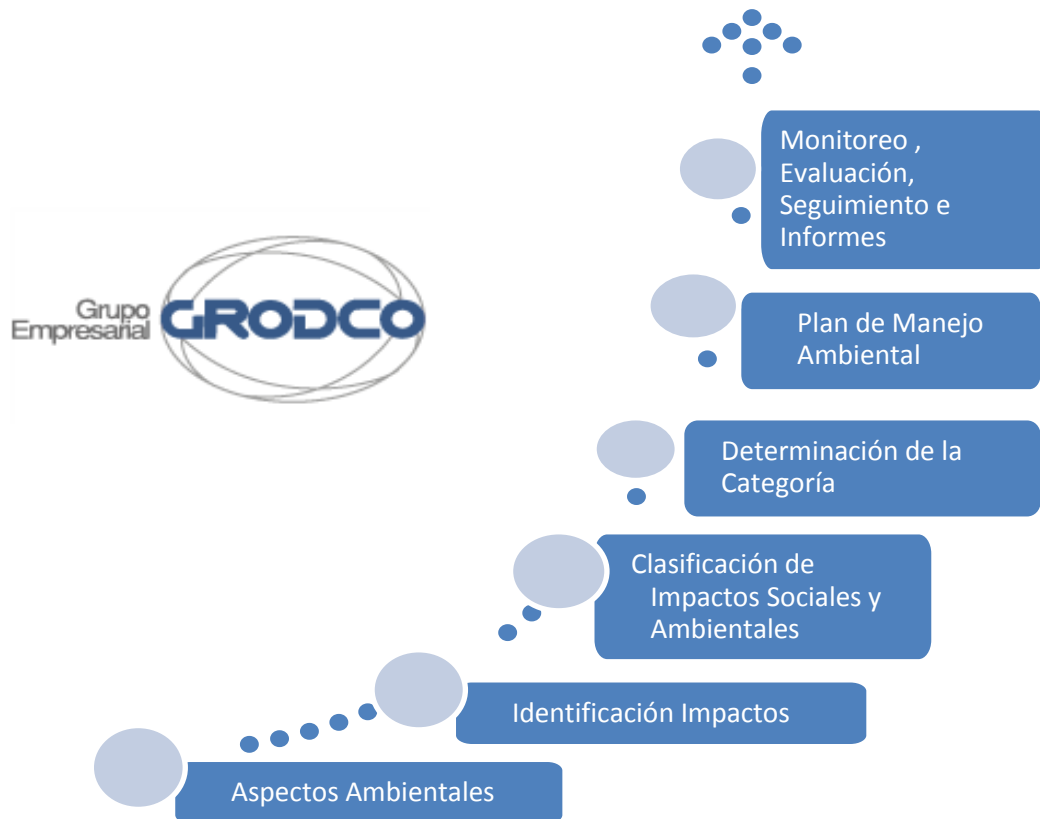 Monitoreo ,
Evaluación,
Seguimiento e
Informes
Grupo
Empresarial
GRODCO
Plan de Manejo
Ambiental
Determinación de la
Categoría
Clasificación de
Impactos Sociales y
Ambientales
Identificación Impactos
Aspectos Ambientales